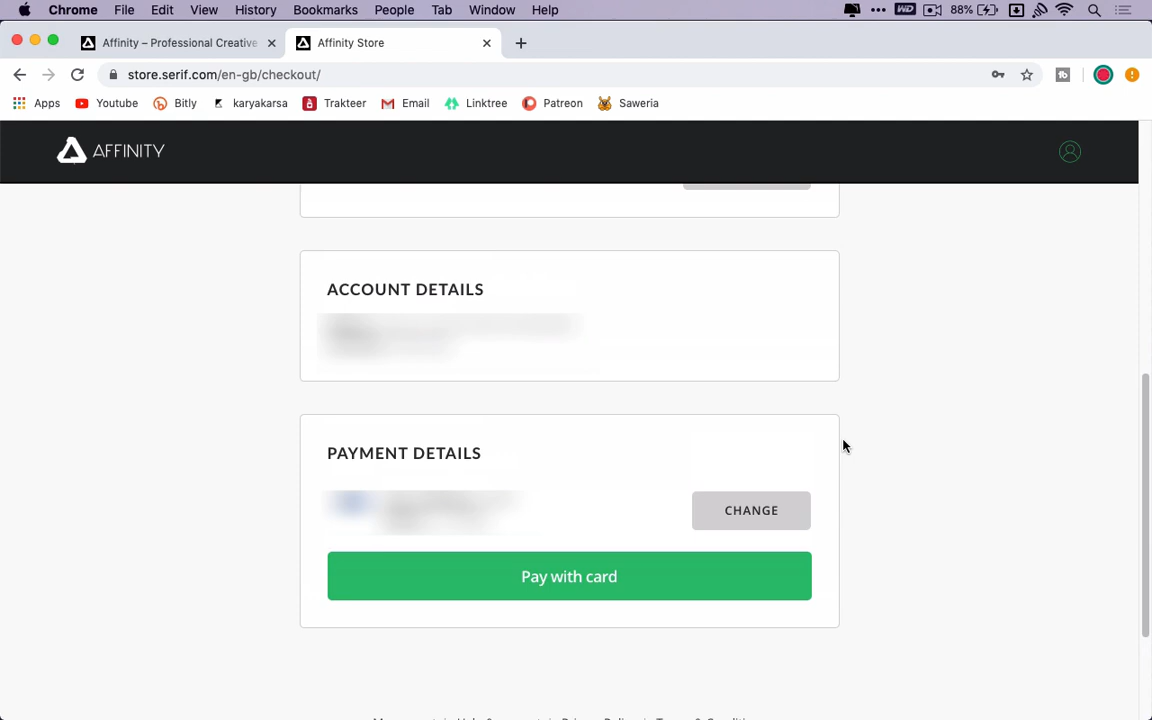 Chrome File Edit View History Bookmarks People Tab Window Help WD 88%
Affinity – Professional Creative Affinity Store
store.serif.com/en-gb/checkout/ tb
Apps Youtube Bitly karyakarsa Trakteer Email Linktree Patreon Saweria
AFFINITY
ACCOUNT DETAILS
PAYMENT DETAILS
CHANGE
Pay with card